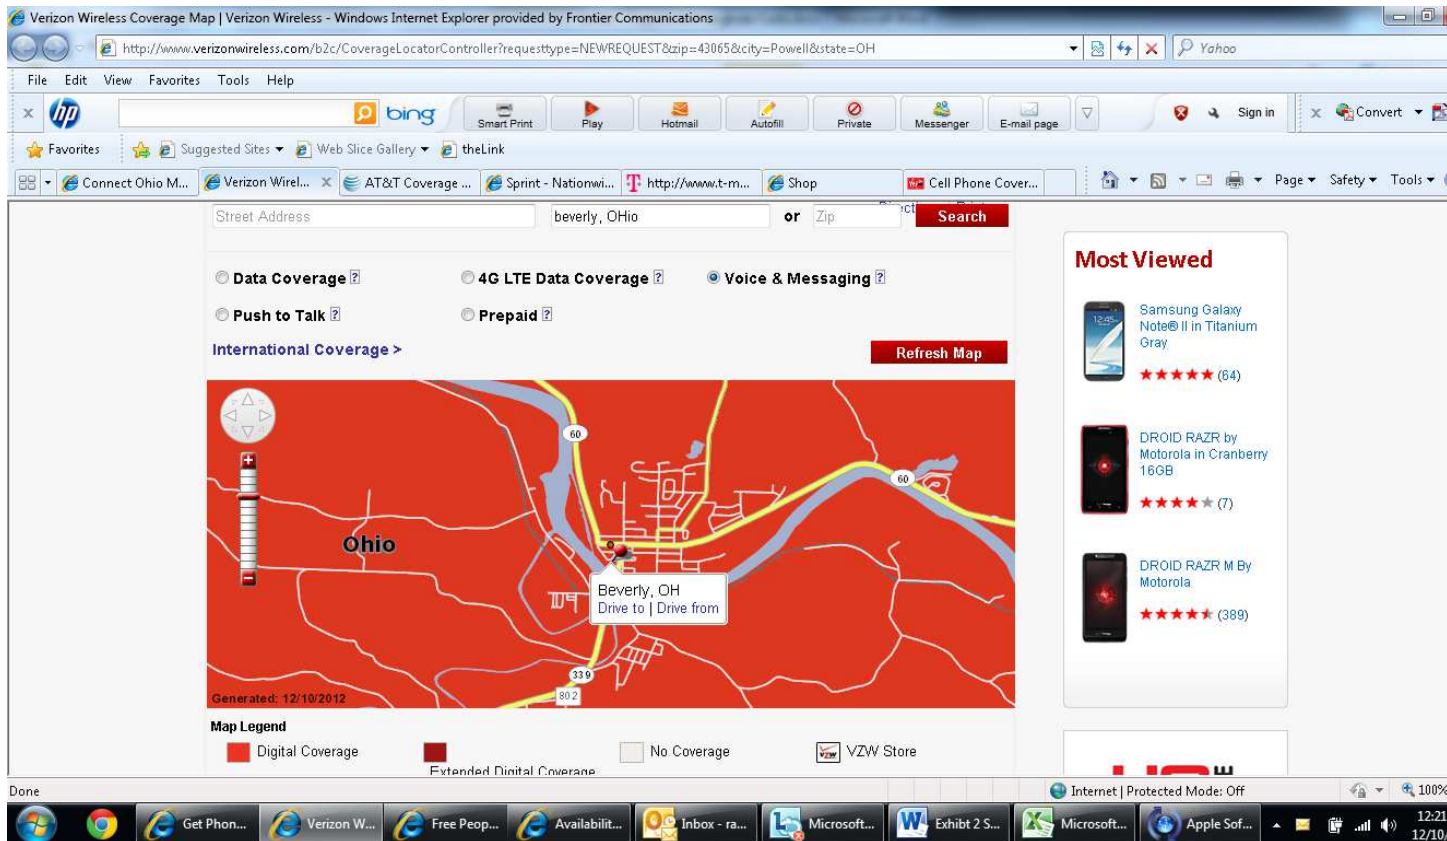 Verizon Wireless Coverage Map | Verizon Wireless - Windows Internet Explorer provided by Frontier Communications
http://www.verizonwireless.com/b2c/CoverageLocatorController?requesttype=NEWREQUEST&zip=43065&city=Powell&state=OH
Yahoo
File Edit View Favorites Tools Help
x hp bing Smart Print Play Hotmail Autofill Private Messenger E-mail page Sign in x Convert
Favorites Suggested Sites Web Slice Gallery theLink
Connect Ohio M... Verizon Wirel... x AT&T Coverage ... Sprint - Nationwi... http://www.t-m... Shop Cell Phone Cover... Page Safety Tools
Street Address beverly, OHio or Zip Search
Data Coverage ? 4G LTE Data Coverage ? Voice & Messaging ?
Push to Talk ? Prepaid ?
International Coverage >
Refresh Map
60
60
Ohio
Beverly, OH
Drive to | Drive from
339
802
Generated: 12/10/2012
Map Legend
Digital Coverage
Extended Digital Coverage
No Coverage
VZW VZW Store
Most Viewed
12:45
Samsung Galaxy
Note® II in Titanium
Gray
(64)
DROID RAZR by
Motorola in Cranberry
16GB
(7)
DROID RAZR M By
Motorola
(389)
Done Internet | Protected Mode: Off 100%
Get Phon... Verizon W... Free Peop... Availabilit... Inbox - ra... Microsoft... Exhibt 2 S... Microsoft... Apple Sof... 12:21
12/10/